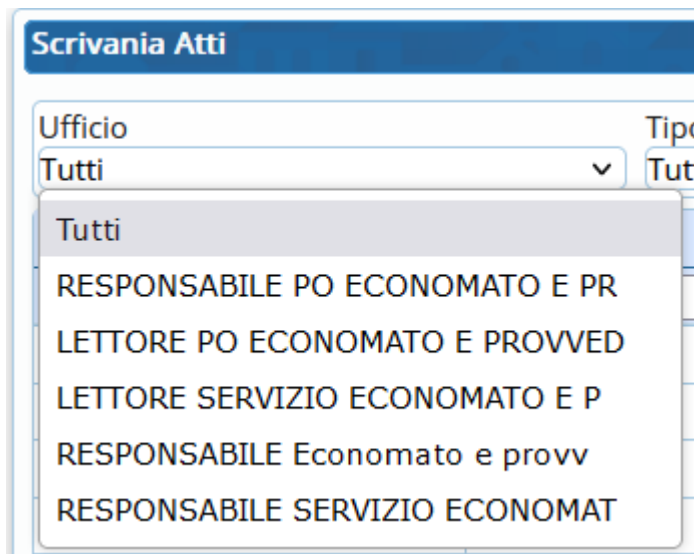 Scrivania Atti
Ufficio
Tipo
Tutti
Tut
Tutti
RESPONSABILE PO ECONOMATO E PR
LETTORE PO ECONOMATO E PROVVED
LETTORE SERVIZIO ECONOMATO E P
RESPONSABILE Economato e provv
RESPONSABILE SERVIZIO ECONOMAT